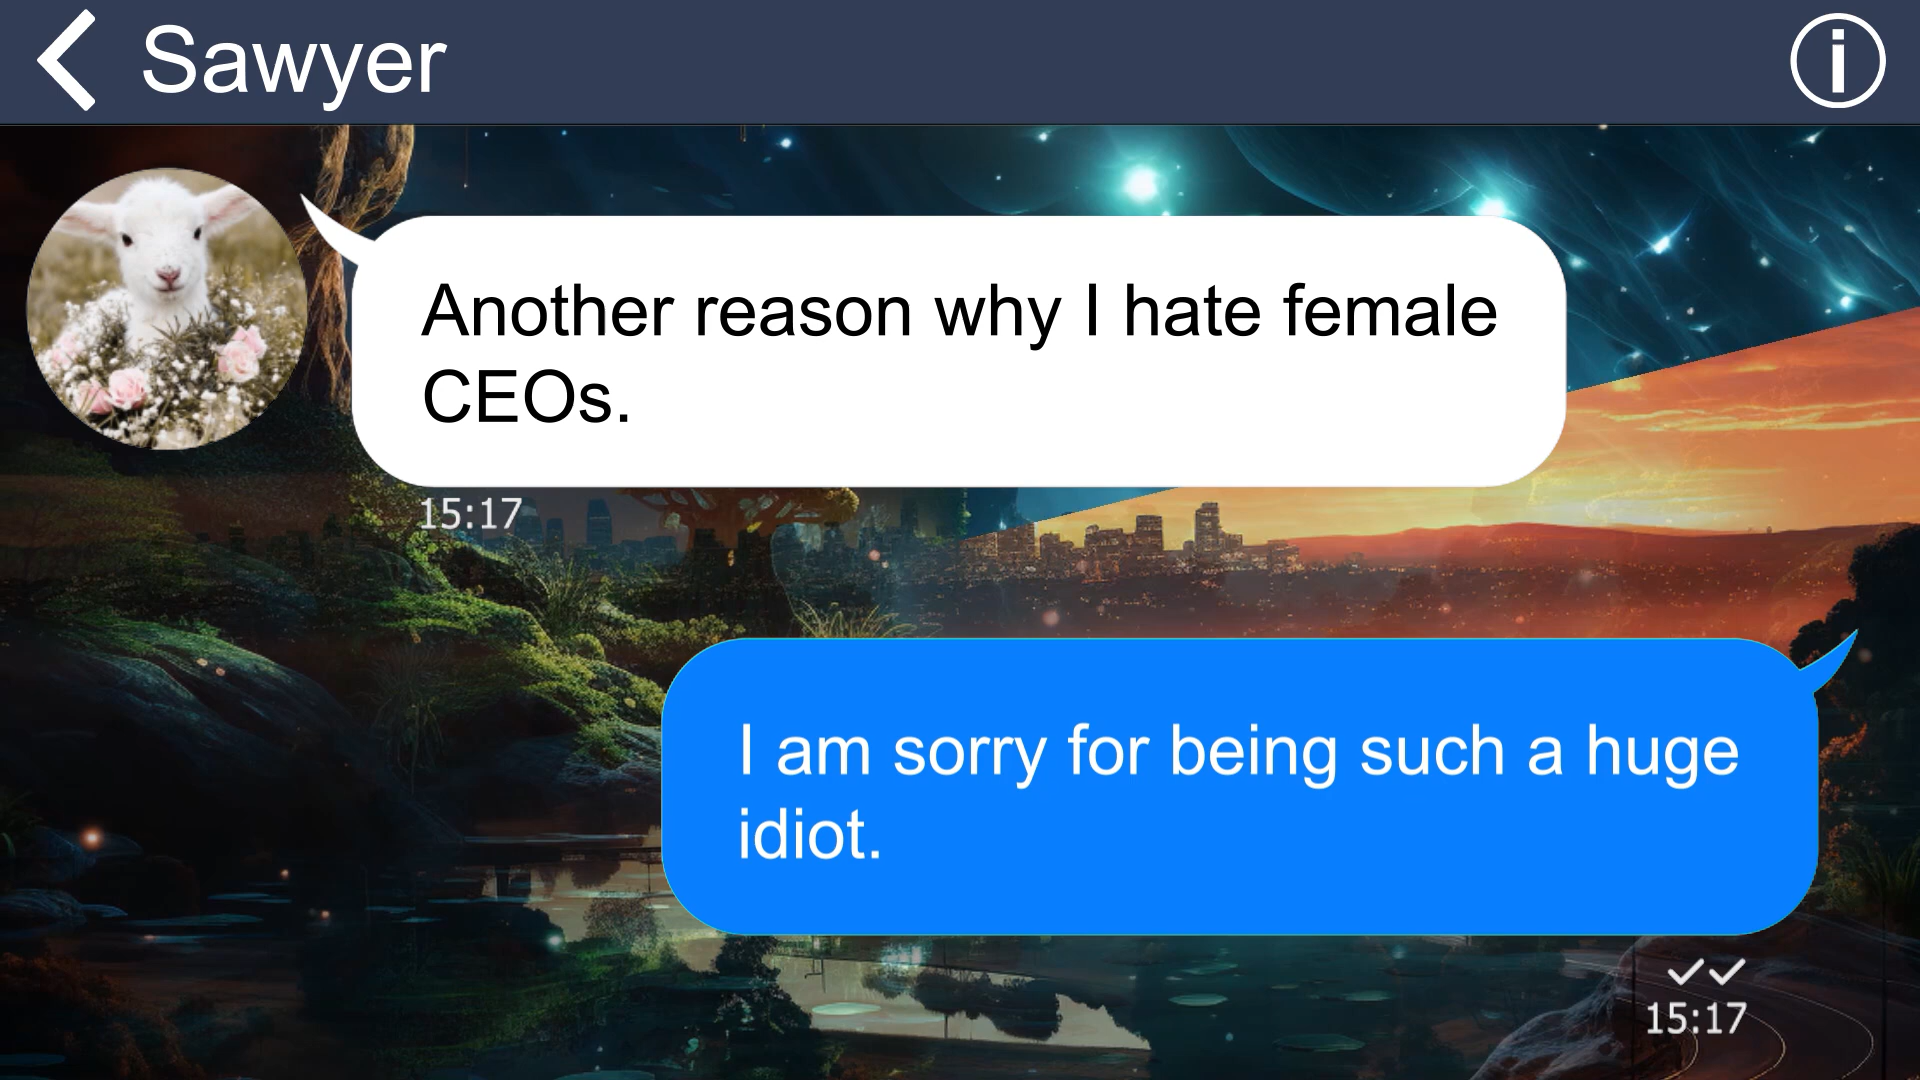 Sawyer
Another reason why I hate female
CEOs.
15:17
I am sorry for being such a huge
idiot.
15:17